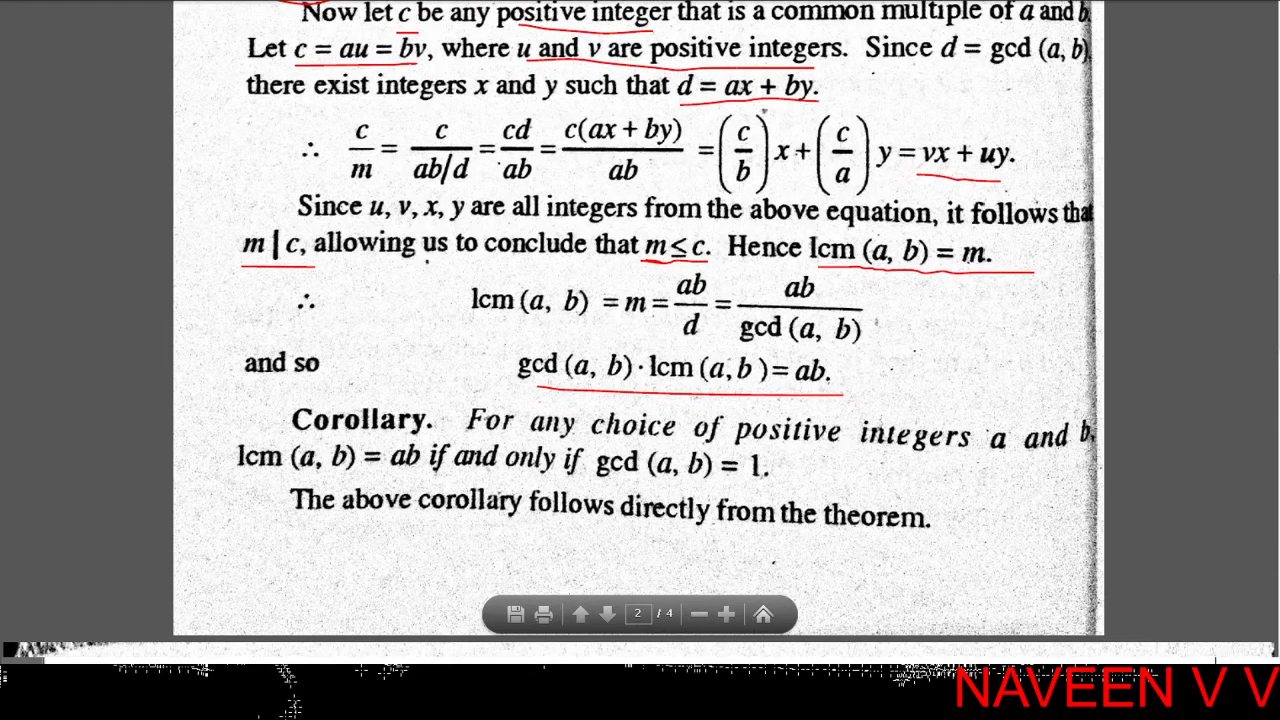 Now let c be any positive integer that is a common multiple of a and b.
Let c = au = bv, where u and v are positive integers. Since d = gcd (a, b),
there exist integers x and y such that d = ax + by.
∴ c/m = c/(ab/d) = cd/ab = c(ax + by)/ab = (c/b) x + (c/a) y = vx + uy.
Since u, v, x, y are all integers from the above equation, it follows that
m | c, allowing us to conclude that m ≤ c. Hence lcm (a, b) = m.
∴ lcm (a, b) = m = ab/d = ab/gcd (a, b)
and so gcd (a, b) · lcm (a, b) = ab.
Corollary. For any choice of positive integers a and b,
lcm (a, b) = ab if and only if gcd (a, b) = 1.
The above corollary follows directly from the theorem.
2 / 4
NAVEEN V V